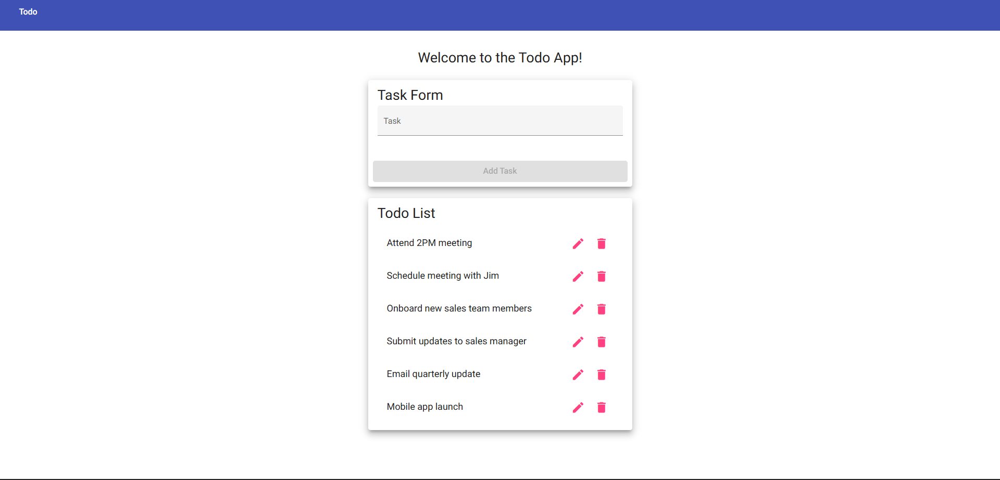 Todo
Welcome to the Todo App!
Task Form
Task
Add Task
Todo List
Attend 2PM meeting
Schedule meeting with Jim
Onboard new sales team members
Submit updates to sales manager
Email quarterly update
Mobile app launch